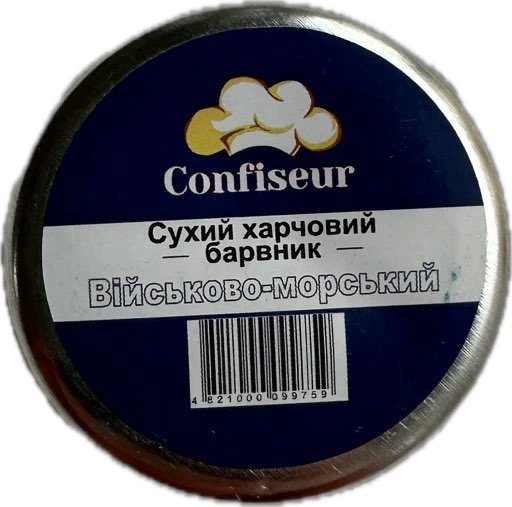 Confiseur
Сухий харчовий
— барвник —
Військово-морський
4 821000 099759